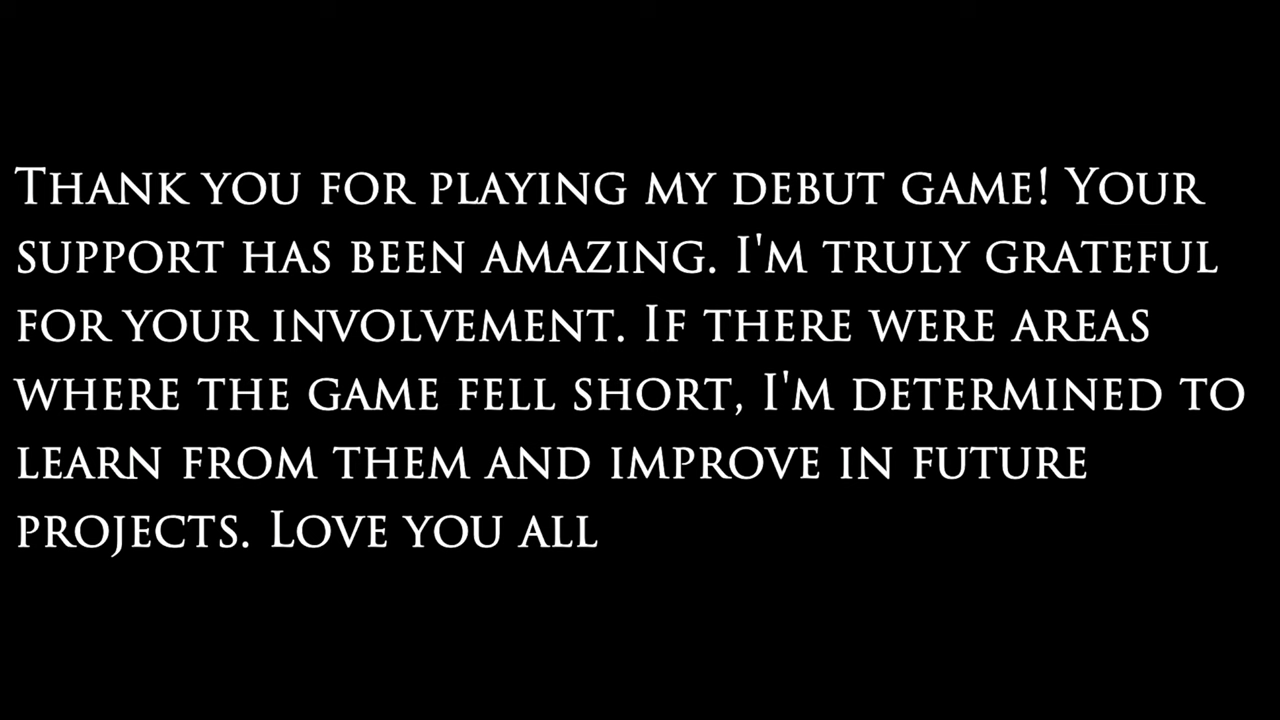 Thank you for playing my debut game! Your
support has been amazing. I'm truly grateful
for your involvement. If there were areas
where the game fell short, I'm determined to
learn from them and improve in future
projects. Love you all